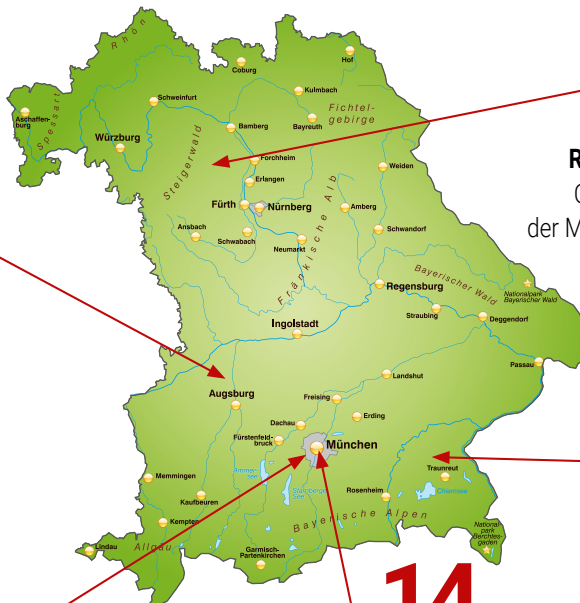 Rhön
Hof
Coburg
Kulmbach
Spessart
Schweinfurt
Fichtel-
gebirge
Aschaffen-
burg
Bamberg
Bayreuth
Würzburg
Steigerwald
Forchheim
R
Weiden
Erlangen
der M
Fürth
Nürnberg
Amberg
Ansbach
Schwabach
Schwandorf
Neumarkt
Fränkische Alb
Bayerischer Wald
Regensburg
Nationalpark
Bayerischer Wald
Straubing
Deggendorf
Ingolstadt
Passau
Landshut
Augsburg
Freising
Erding
Dachau
Fürstenfeld-
bruck
München
Memmingen
Ammer-
see
Traunreut
Starnberger
See
Chiemsee
Kaufbeuren
Rosenheim
Bayerische Alpen
Kempten
National-
park
Berchtes-
gaden
Lindau
Allgäu
Garmisch-
Partenkirchen
14